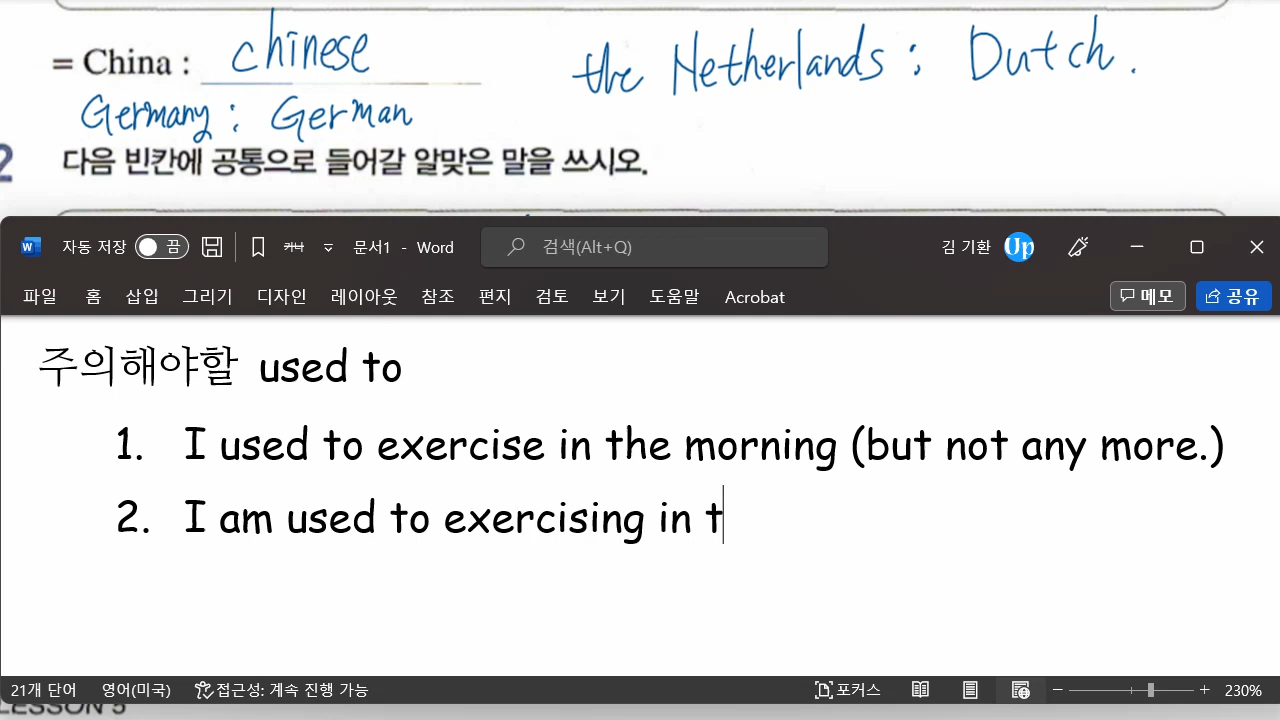 = China : chinese the Netherlands : Dutch.
Germany : German
2 다음 빈칸에 공통으로 들어갈 알맞은 말을 쓰시오.
자동 저장 끔 가나 문서1 - Word 검색(Alt+Q) 김 기환 Up
파일 홈 삽입 그리기 디자인 레이아웃 참조 편지 검토 보기 도움말 Acrobat 메모 공유
주의해야할 used to
1. I used to exercise in the morning (but not any more.)
2. I am used to exercising in t
21개 단어 영어(미국) 접근성: 계속 진행 가능 포커스 230%
LESSON 5